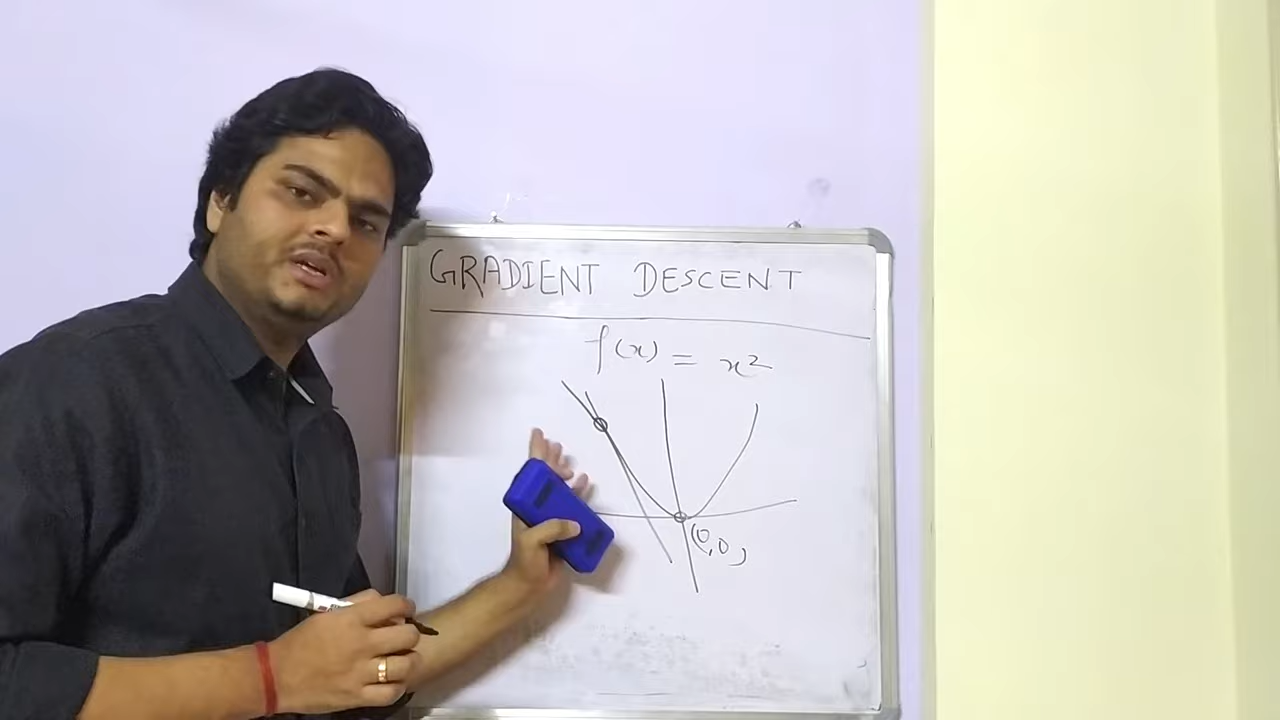 GRADIENT DESCENT
f(x) = x²
(0,0)